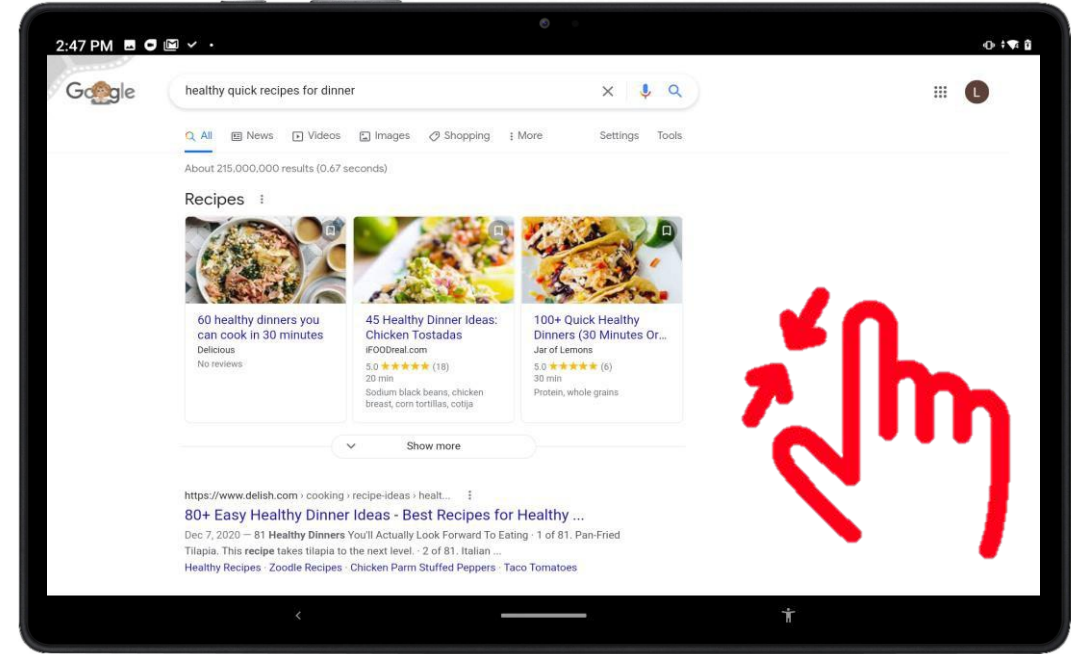 2:47 PM
Google
healthy quick recipes for dinner
L
All News Videos Images Shopping More Settings Tools
About 215,000,000 results (0.67 seconds)
Recipes
60 healthy dinners you
can cook in 30 minutes
Delicious
No reviews
45 Healthy Dinner Ideas:
Chicken Tostadas
iFOODreal.com
5.0 ★★★★★ (18)
20 min
Sodium black beans, chicken
breast, corn tortillas, cotija
100+ Quick Healthy
Dinners (30 Minutes Or...
Jar of Lemons
5.0 ★★★★★ (6)
30 min
Protein, whole grains
Show more
https://www.delish.com › cooking › recipe-ideas › healt...
80+ Easy Healthy Dinner Ideas - Best Recipes for Healthy ...
Dec 7, 2020 — 81 Healthy Dinners You'll Actually Look Forward To Eating · 1 of 81. Pan-Fried
Tilapia. This recipe takes tilapia to the next level. · 2 of 81. Italian ...
Healthy Recipes · Zoodle Recipes · Chicken Parm Stuffed Peppers · Taco Tomatoes